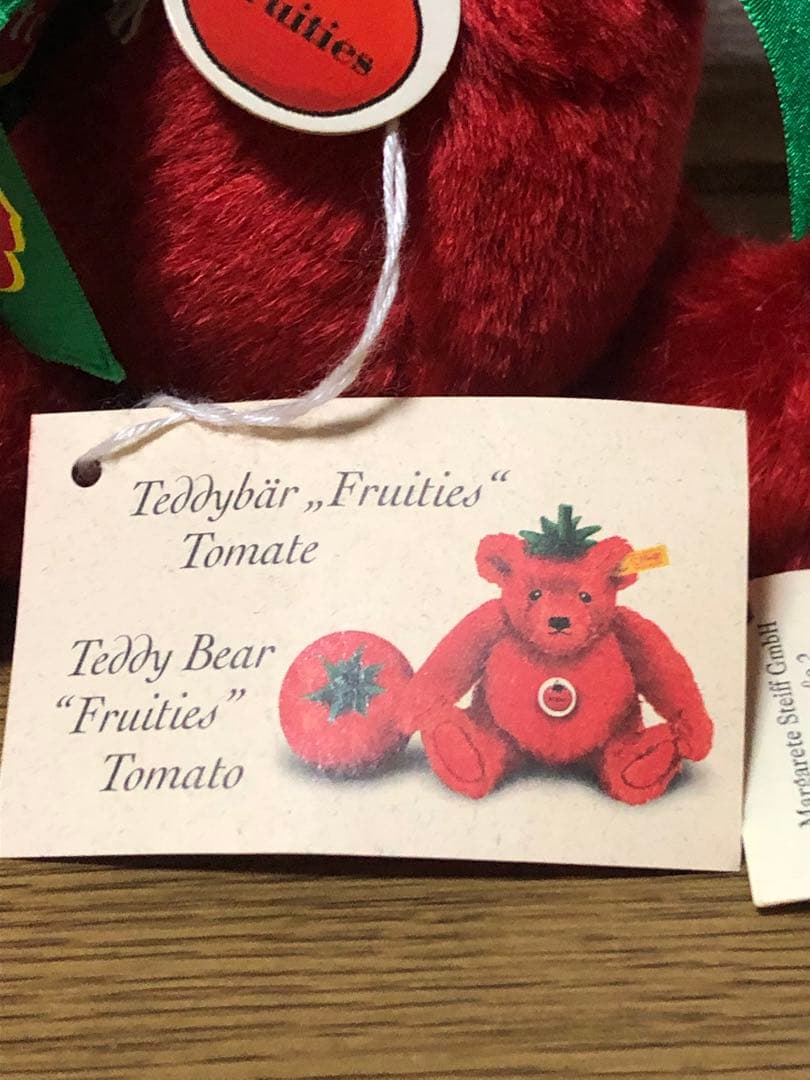 Fruities
Teddybär „Fruities“
Tomate
Teddy Bear
“Fruities”
Tomato
Margarete Steiff GmbH